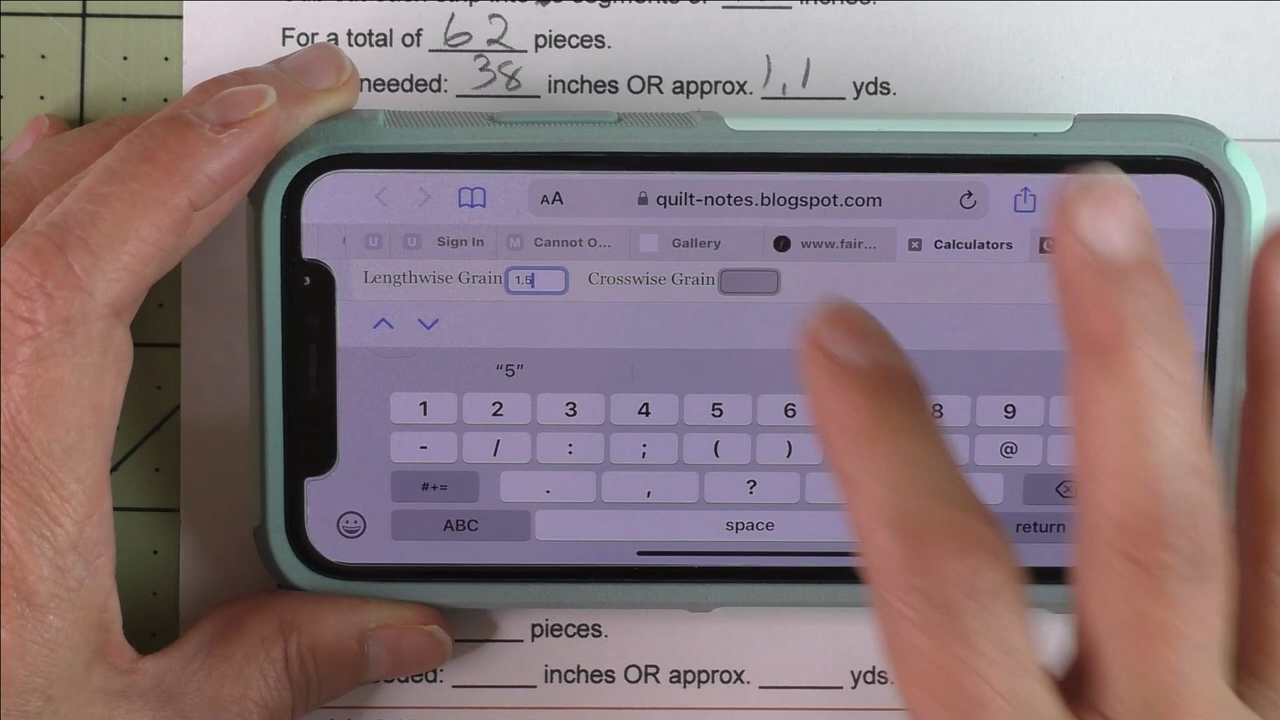 inches.
For a total of 62 pieces.
needed: 38 inches OR approx. 1.1 yds.
AA quilt-notes.blogspot.com
U U Sign In M Cannot O... Gallery www.fair... Calculators
Lengthwise Grain 1.5 Crosswise Grain
“5”
1 2 3 4 5 6 8 9
- / : ; ( ) @
#+= . , ?
ABC space return
pieces.
inches OR approx. yds.